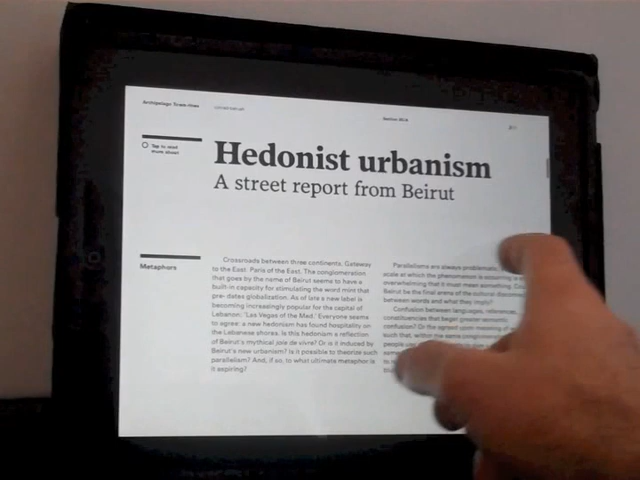 Hedonist urbanism
A street report from Beirut
Tap to read
more about
Metaphors
Crossroads between three continents. Gateway
to the East. Paris of the East. The conglomeration
that goes by the name of Beirut seems to have a
built in capacity for stimulating the word mint that
pre-dates globalization. As of late a new label is
becoming increasingly popular for the capital of
Lebanon: 'Las Vegas of the Med.' Everyone seems
to agree: a new hedonism has found hospitality on
the Lebanese shores. Is this hedonism a reflection
of Beirut's mythical joie de vivre? Or is it induced by
Beirut's new urbanism? Is it possible to theorize such
parallelism? And, if so, to what ultimate metaphor is
it aspiring?
Parallelisms are always problematic.
scale at which the phenomenon is occurring is
overwhelming that it must mean something.
Beirut be the final arena of the cultural
between words and what they imply?
Confusion between languages, references,
constituencies that began greater semantic
confusion? Or the agreed upon meaning of
such that, within the same
people